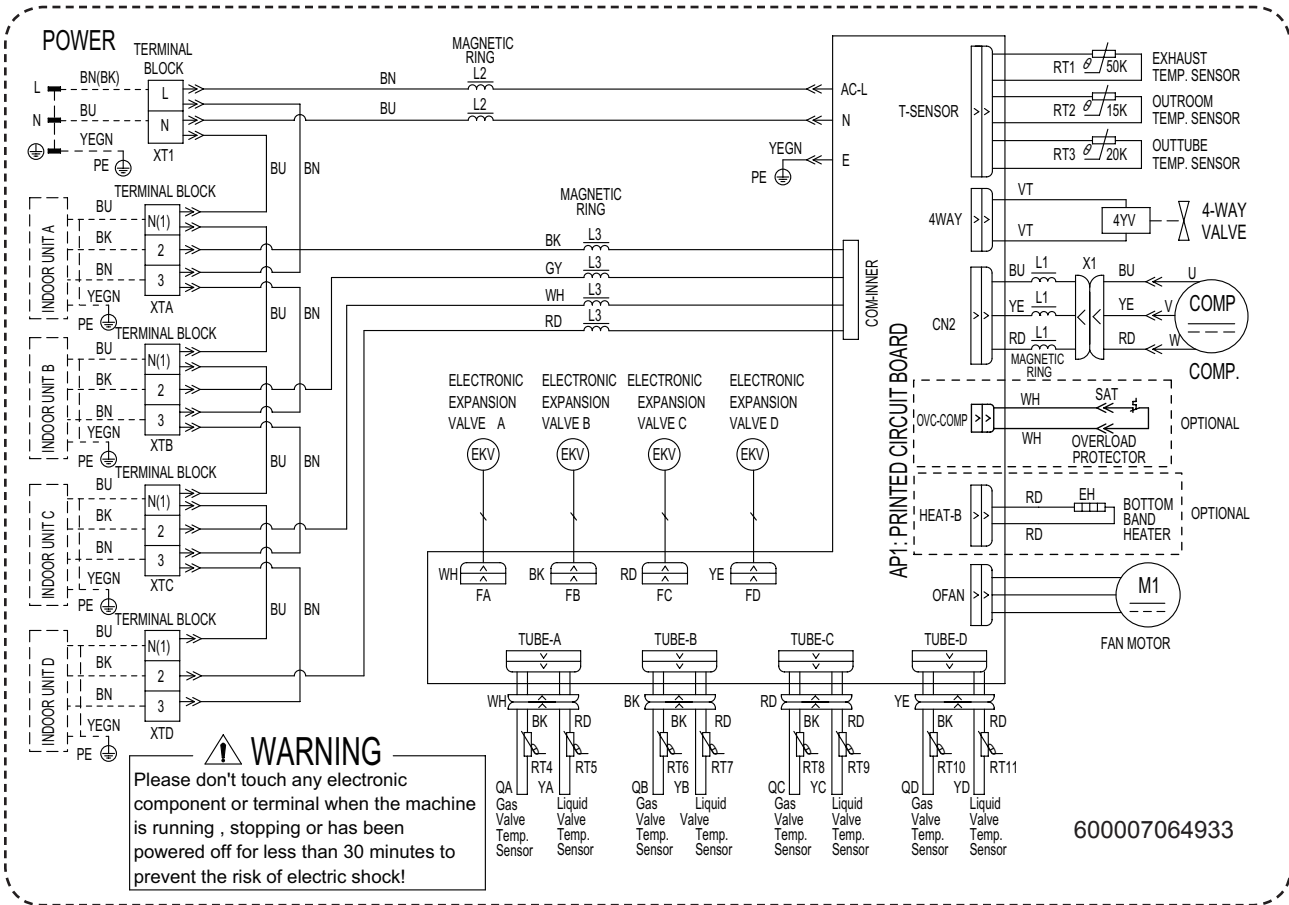 POWER
TERMINAL
BLOCK
L
BN(BK)
L
N
BU
N
YEGN
PE
XT1
BN
MAGNETIC
RING
L2
BU
L2
AC-L
N
YEGN
E
PE
BU
BN
TERMINAL BLOCK
INDOOR UNIT A
BU
N(1)
BK
2
BN
3
YEGN
XTA
PE
BU
BN
TERMINAL BLOCK
INDOOR UNIT B
BU
N(1)
BK
2
BN
3
YEGN
XTB
PE
BU
BN
TERMINAL BLOCK
INDOOR UNIT C
BU
N(1)
BK
2
BN
3
YEGN
XTC
PE
BU
BN
TERMINAL BLOCK
INDOOR UNIT D
BU
N(1)
BK
2
BN
3
YEGN
XTD
PE
MAGNETIC
RING
BK
L3
GY
L3
WH
L3
RD
L3
COM-INNER
AP1: PRINTED CIRCUIT BOARD
T-SENSOR
RT1
θ
50K
EXHAUST
TEMP. SENSOR
RT2
θ
15K
OUTROOM
TEMP. SENSOR
RT3
θ
20K
OUTTUBE
TEMP. SENSOR
4WAY
VT
VT
4YV
4-WAY
VALVE
CN2
BU
L1
X1
BU
U
YE
L1
YE
V
RD
L1
RD
W
MAGNETIC
RING
COMP
COMP.
OVC-COMP
WH
SAT
WH
OVERLOAD
PROTECTOR
OPTIONAL
HEAT-B
RD
EH
RD
BOTTOM
BAND
HEATER
OPTIONAL
OFAN
M1
FAN MOTOR
ELECTRONIC
EXPANSION
VALVE A
EKV
WH
FA
ELECTRONIC
EXPANSION
VALVE B
EKV
BK
FB
ELECTRONIC
EXPANSION
VALVE C
EKV
RD
FC
ELECTRONIC
EXPANSION
VALVE D
EKV
YE
FD
TUBE-A
WH
BK
RD
RT4
RT5
QA
YA
Gas
Valve
Temp.
Sensor
Liquid
Valve
Temp.
Sensor
TUBE-B
BK
BK
RD
RT6
RT7
QB
YB
Gas
Valve
Temp.
Sensor
Liquid
Valve
Temp.
Sensor
TUBE-C
RD
BK
RD
RT8
RT9
QC
YC
Gas
Valve
Temp.
Sensor
Liquid
Valve
Temp.
Sensor
TUBE-D
YE
BK
RD
RT10
RT11
QD
YD
Gas
Valve
Temp.
Sensor
Liquid
Valve
Temp.
Sensor
WARNING
Please don't touch any electronic
component or terminal when the machine
is running , stopping or has been
powered off for less than 30 minutes to
prevent the risk of electric shock!
600007064933